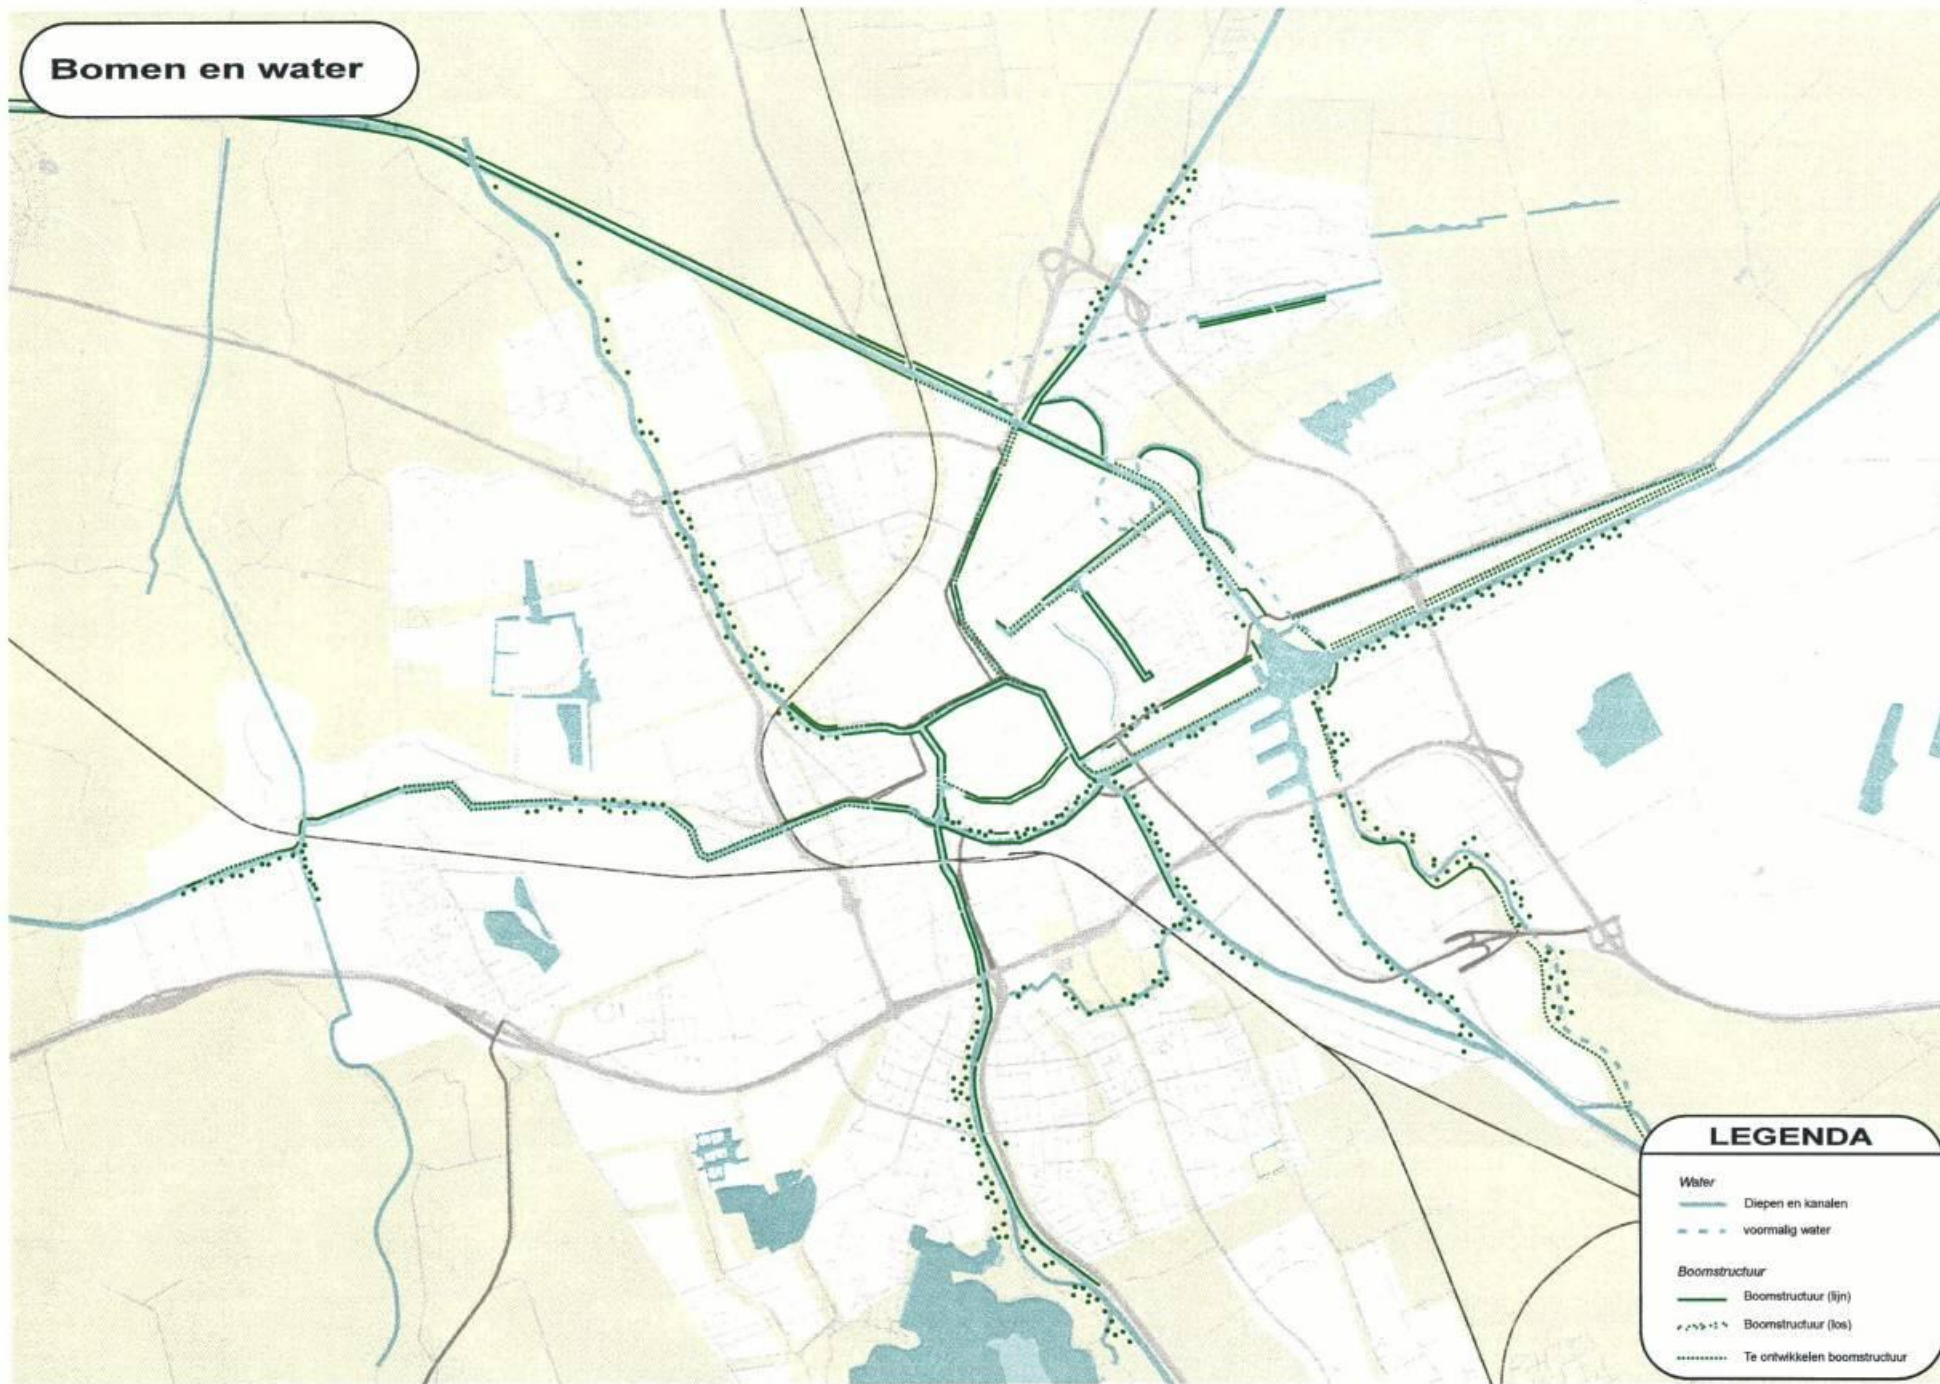 Bomen en water
LEGENDA
Water
Diepen en kanalen
voormalig water
Boomstructuur
Boomstructuur (lijn)
Boomstructuur (los)
Te ontwikkelen boomstructuur